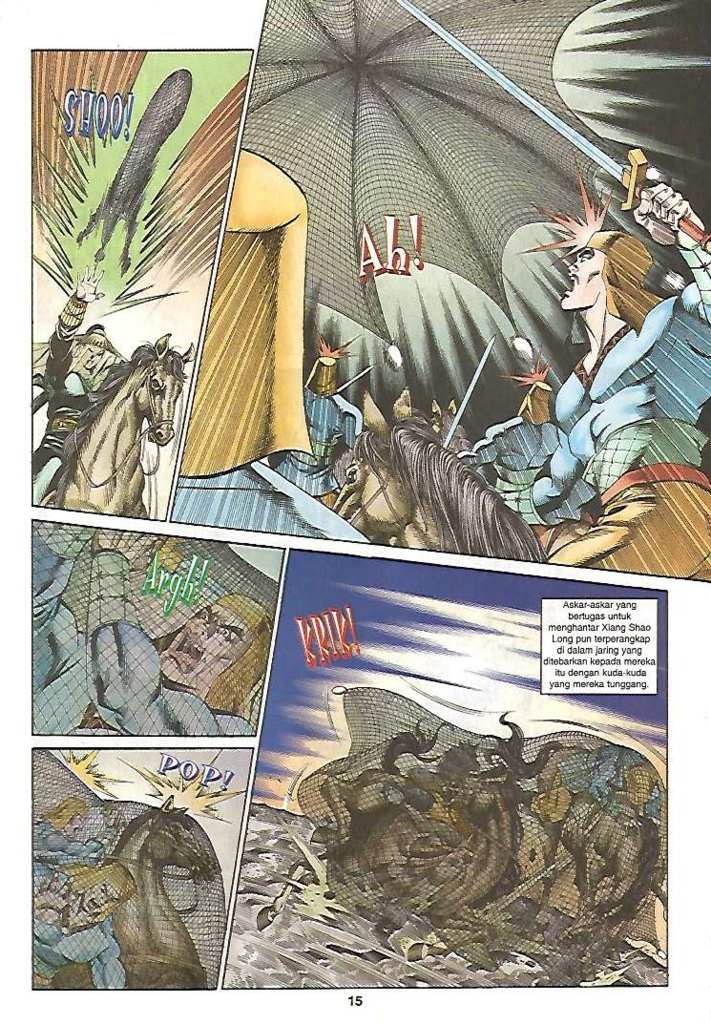 SHOO!
Ah!
Argh!
KRIK!
Askar-askar yang
bertugas untuk
menghantar Xiang Shao
Long pun terperangkap
di dalam jaring yang
ditebarkan kepada mereka
itu dengan kuda-kuda
yang mereka tunggang.
POP!
15